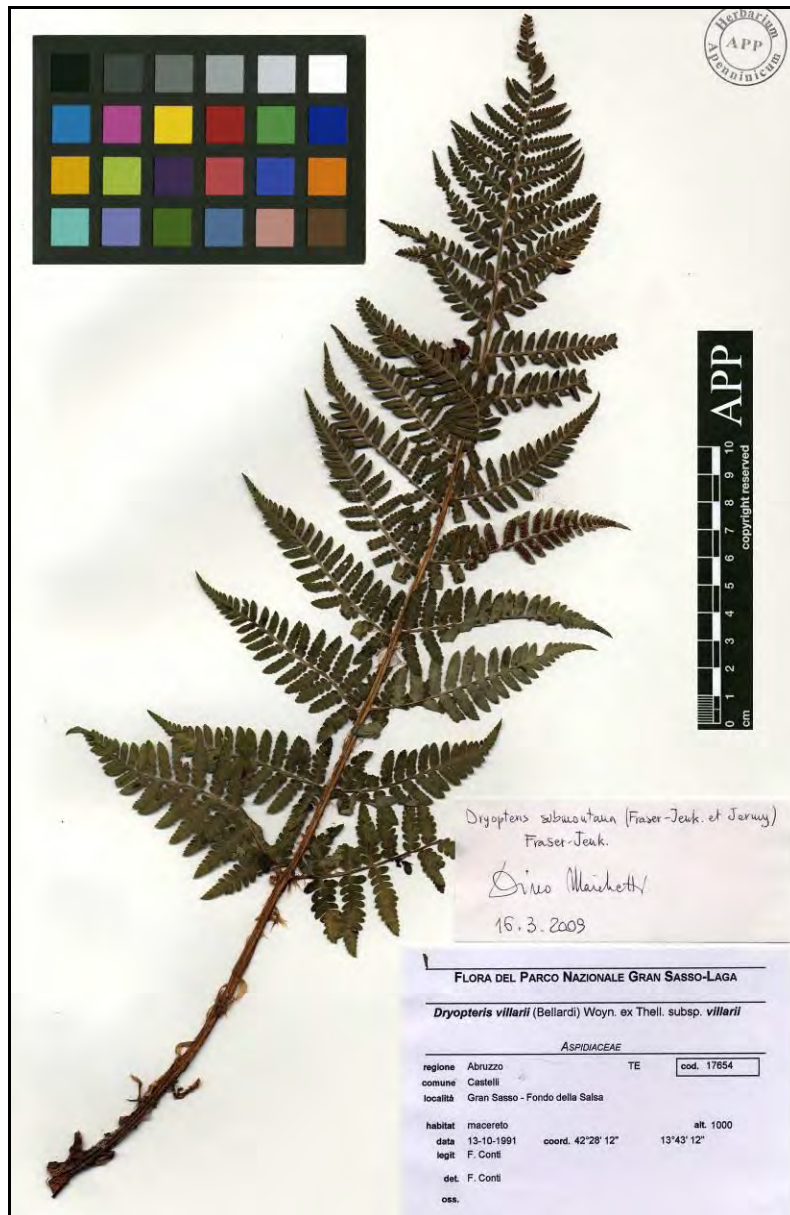 Herbarium
APP
Apenninicum
APP
copyright reserved
0 1 2 3 4 5 6 7 8 9 10
cm
Dryopteris submontana (Fraser-Jenk. et Jermy)
Fraser-Jenk.
Dino Marchetti
16.3.2009
FLORA DEL PARCO NAZIONALE GRAN SASSO-LAGA
Dryopteris villarii (Bellardi) Woyn. ex Thell. subsp. villarii
ASPIDIACEAE
regione Abruzzo TE cod. 17654
comune Castelli
località Gran Sasso - Fondo della Salsa
habitat macereto alt. 1000
data 13-10-1991 coord. 42°28' 12" 13°43' 12"
legit F. Conti
det. F. Conti
oss.